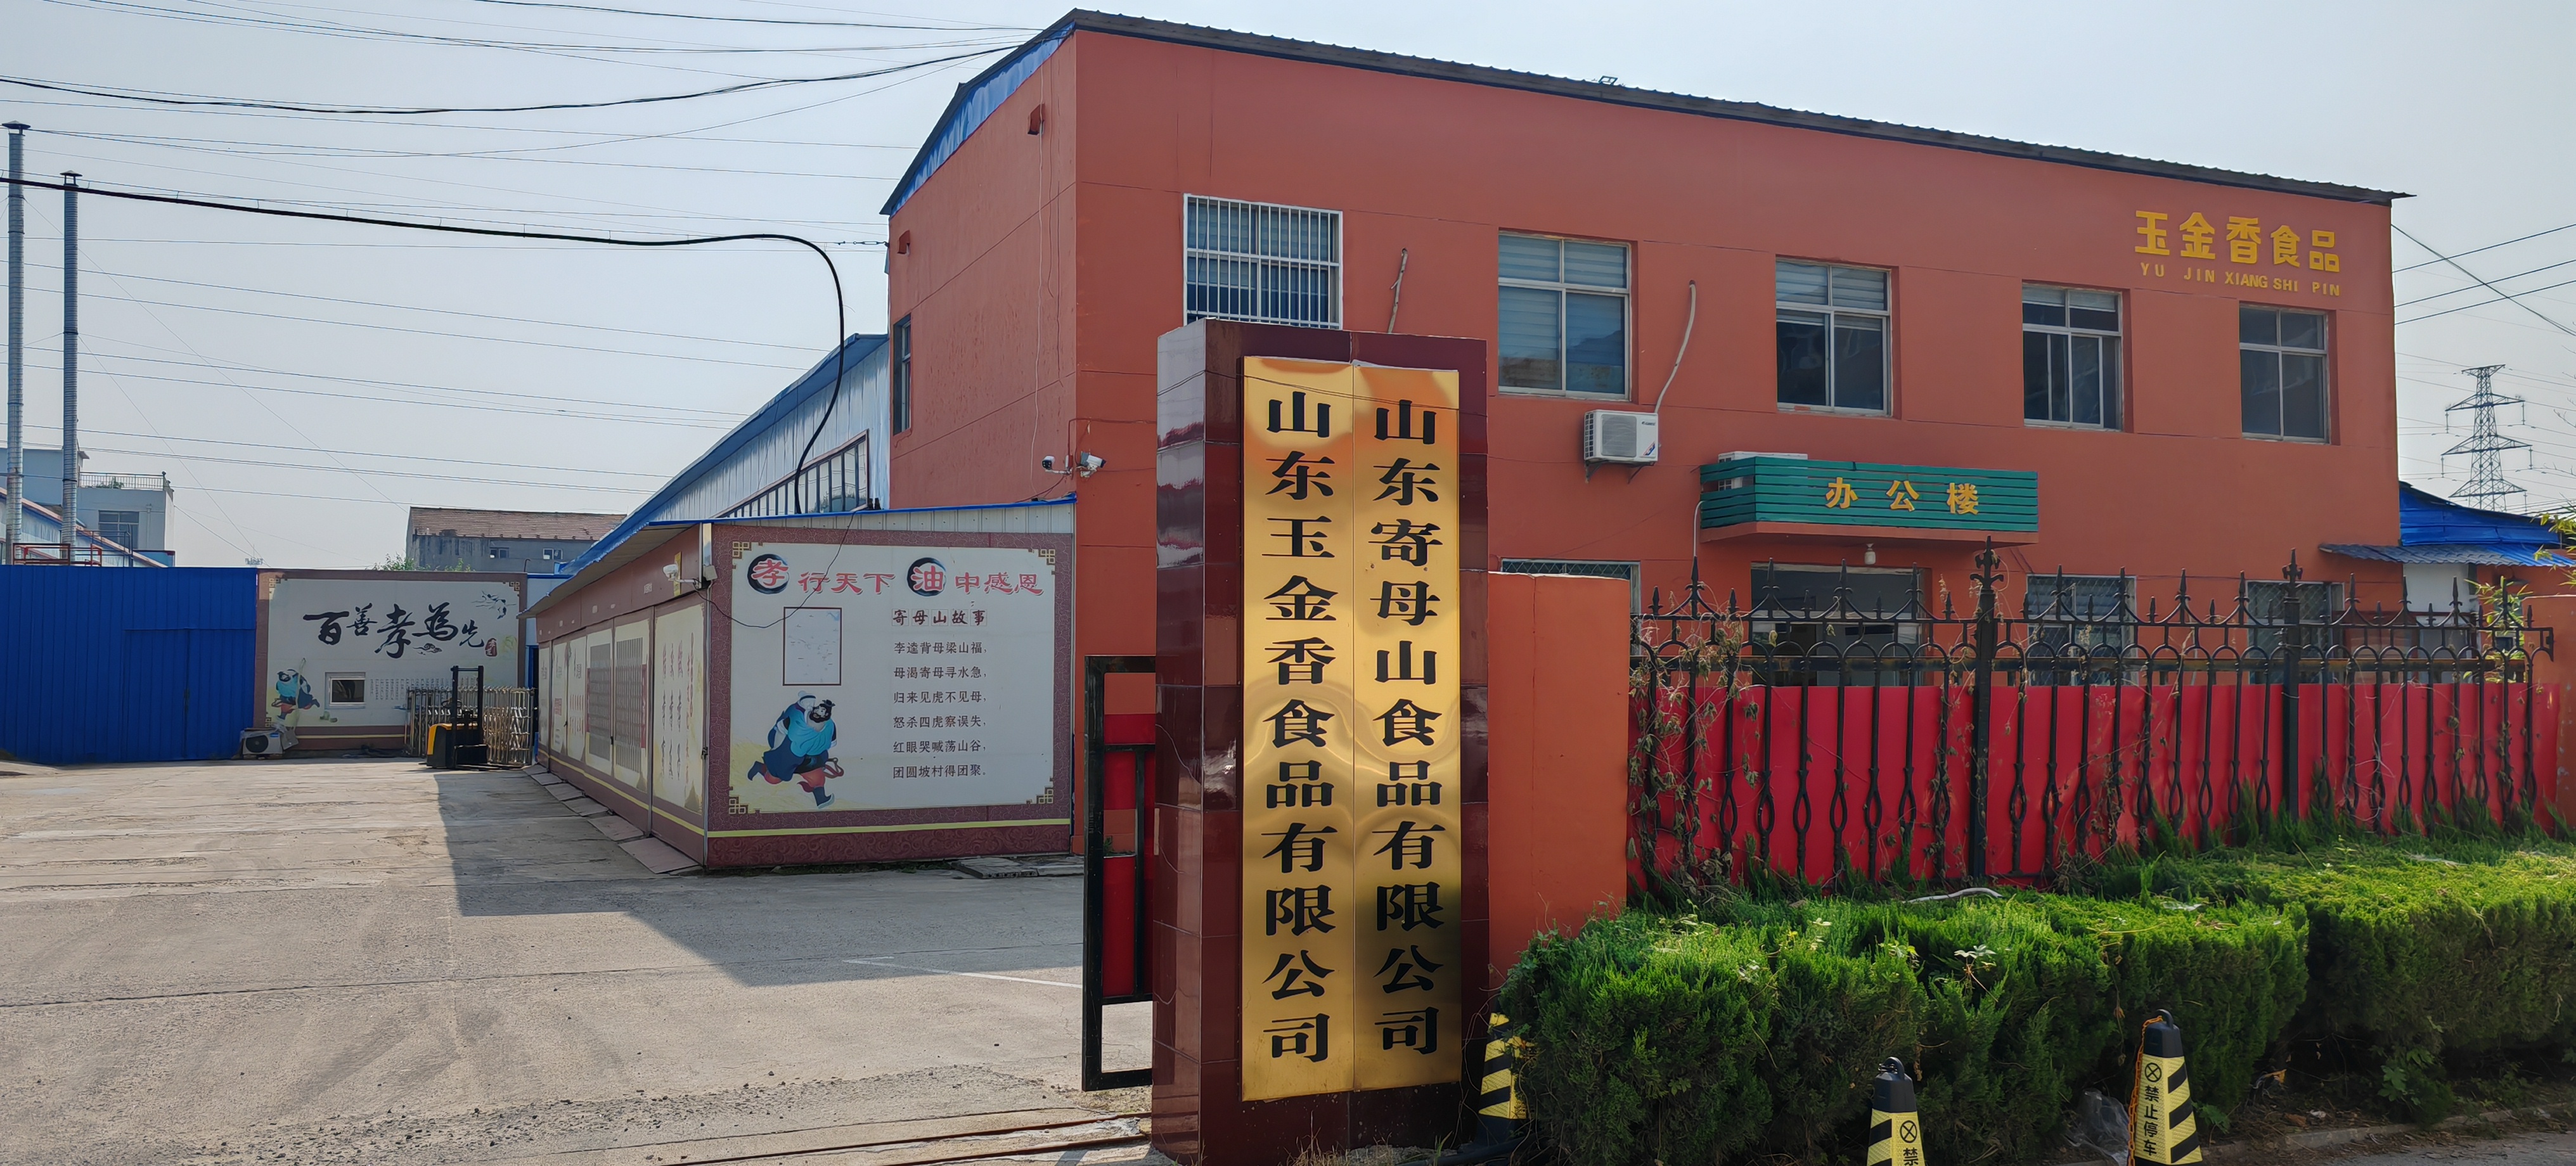 百善孝為先
孝行天下 油中感恩
寄母山故事
李逵背母梁山福,
母渴寄母寻水急,
归来见虎不见母,
怒杀四虎察误失,
红眼哭喊荡山谷,
团圆坡村得团聚。
山东玉金香食品有限公司
山东寄母山食品有限公司
玉金香食品
YU JIN XIANG SHI PIN
办公楼
禁
禁止停车